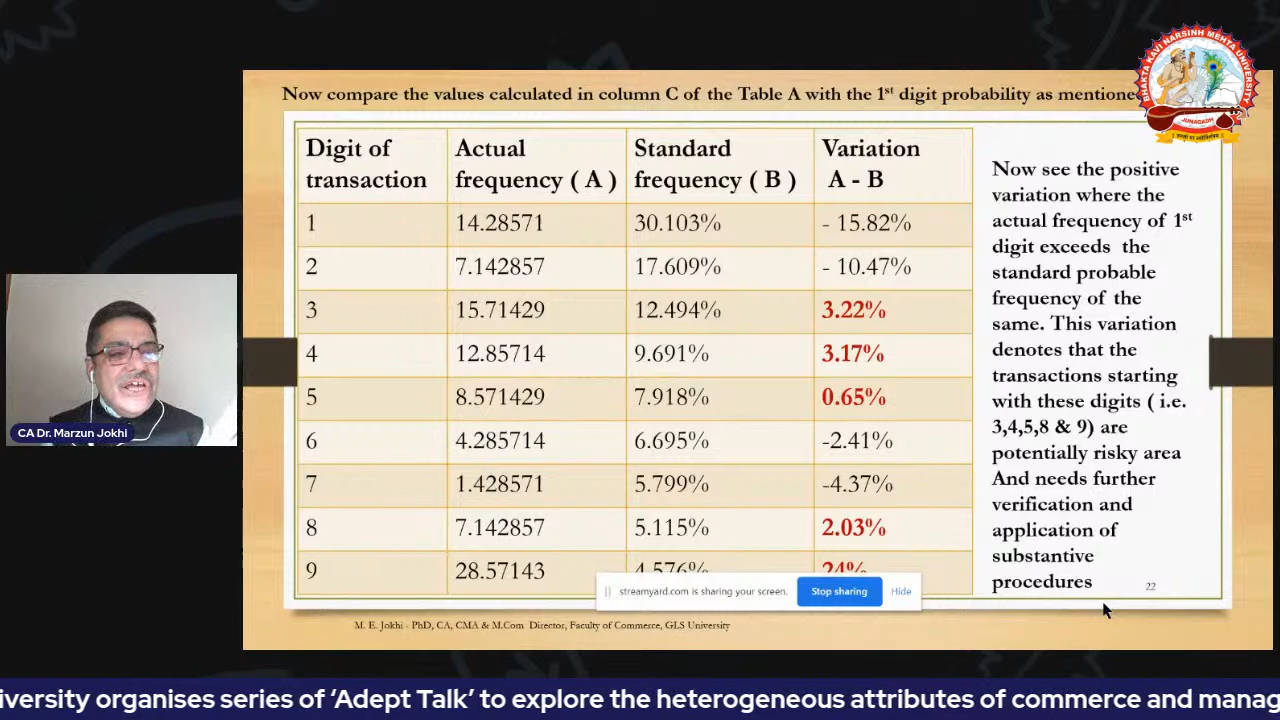 Now compare the values calculated in column C of the Table A with the 1st digit probability as mentione
BHAKTA KAVI NARSINH MEHTA UNIVERSITY
JUNAGADH
Digit of transaction
Actual frequency ( A )
Standard frequency ( B )
Variation A - B
1 14.28571 30.103% - 15.82%
2 7.142857 17.609% - 10.47%
3 15.71429 12.494% 3.22%
4 12.85714 9.691% 3.17%
5 8.571429 7.918% 0.65%
6 4.285714 6.695% -2.41%
7 1.428571 5.799% -4.37%
8 7.142857 5.115% 2.03%
9 28.57143 4.576% 24%
Now see the positive
variation where the
actual frequency of 1st
digit exceeds the
standard probable
frequency of the
same. This variation
denotes that the
transactions starting
with these digits ( i.e.
3,4,5,8 & 9) are
potentially risky area
And needs further
verification and
application of
substantive
procedures
22
streamyard.com is sharing your screen. Stop sharing Hide
M. E. Jokhi - PhD, CA, CMA & M.Com Director, Faculty of Commerce, GLS University
CA Dr. Marzun Jokhi
iversity organises series of ‘Adept Talk’ to explore the heterogeneous attributes of commerce and manag